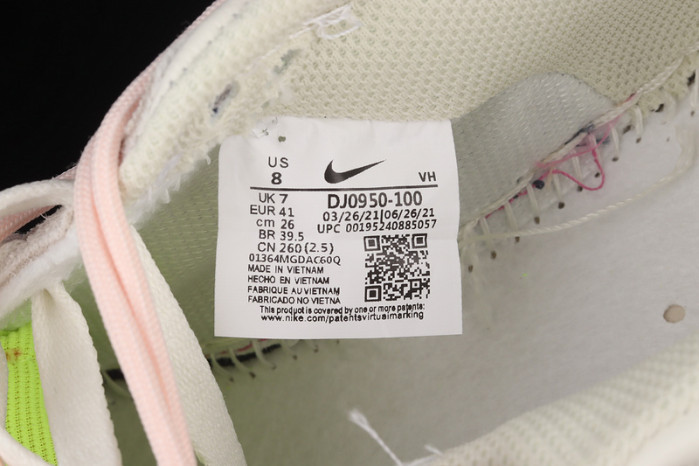 US
8
VH
UK 7
EUR 41
cm 26
BR 39.5
CN 260 (2.5)
DJ0950-100
03/26/21|06/26/21
UPC 00195240885057
01364MGDAC60Q
MADE IN VIETNAM
HECHO EN VIETNAM
FABRIQUE AU VIETNAM
FABRICADO NO VIETNA
This product is covered by one or more patents:
www.nike.com/patentsvirtualmarking